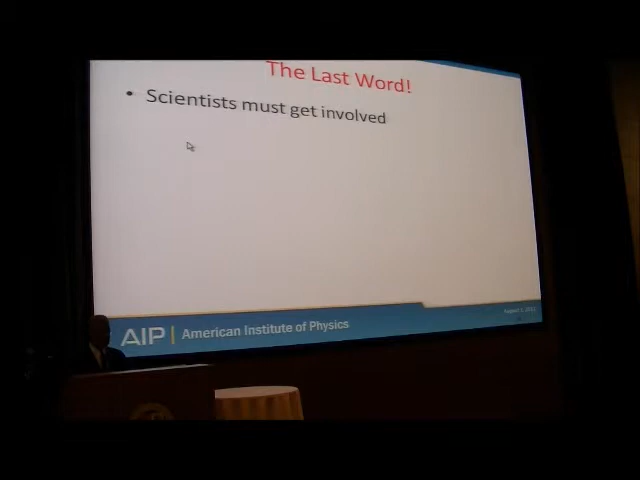 The Last Word!
• Scientists must get involved
AIP | American Institute of Physics